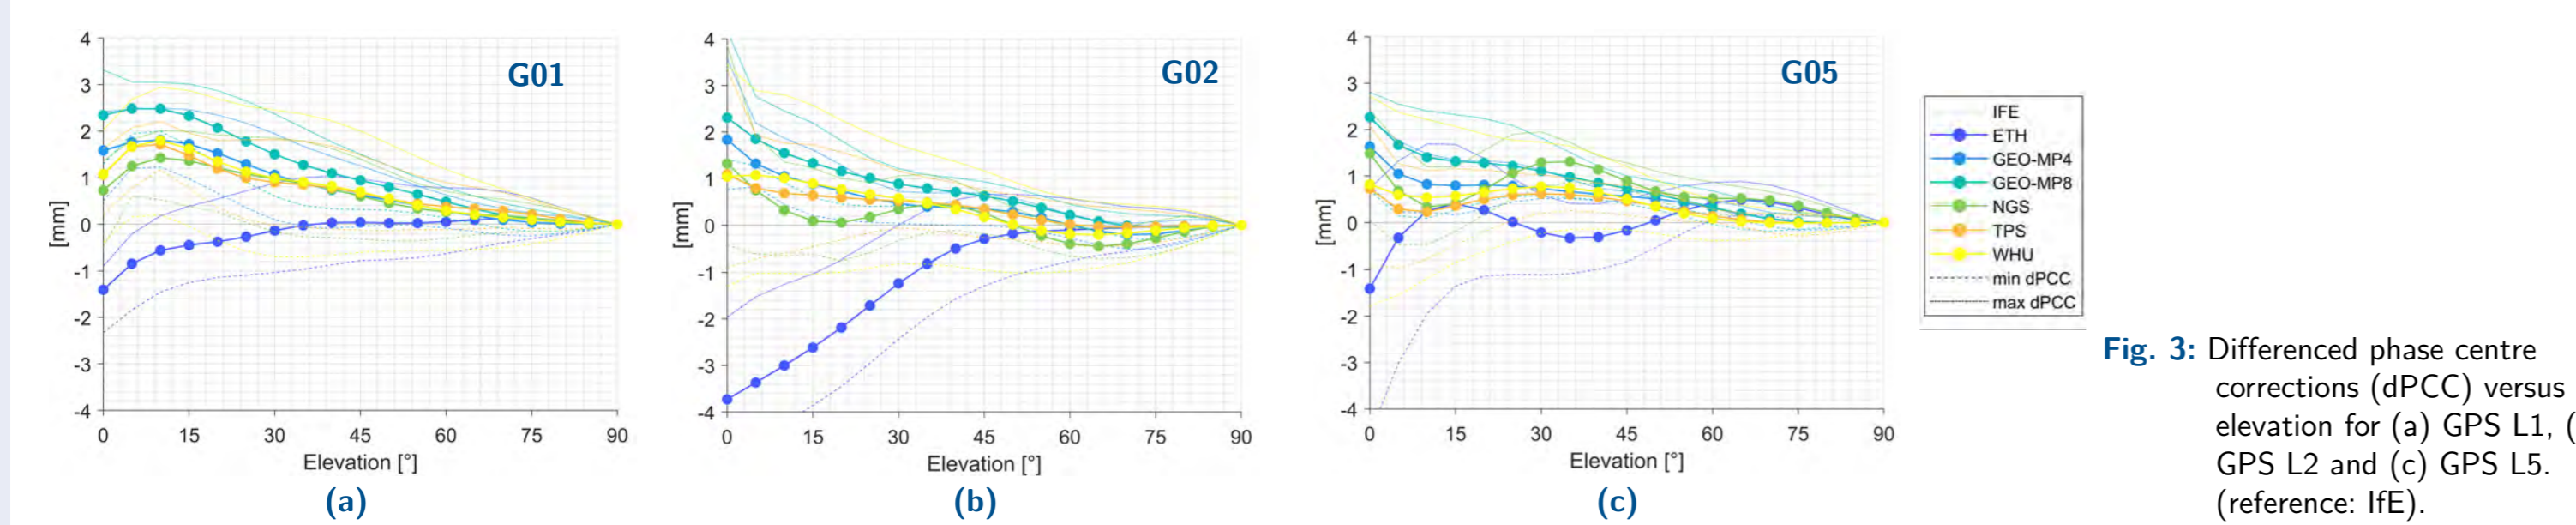 G01
4
3
2
1
0
-1
-2
-3
-4
[mm]
0 15 30 45 60 75 90
Elevation [°]
(a)
G02
4
3
2
1
0
-1
-2
-3
-4
[mm]
0 15 30 45 60 75 90
Elevation [°]
(b)
G05
4
3
2
1
0
-1
-2
-3
-4
[mm]
0 15 30 45 60 75 90
Elevation [°]
(c)
IFE
ETH
GEO-MP4
GEO-MP8
NGS
TPS
WHU
min dPCC
max dPCC
Fig. 3: Differenced phase centre
corrections (dPCC) versus
elevation for (a) GPS L1, (
GPS L2 and (c) GPS L5.
(reference: IfE).